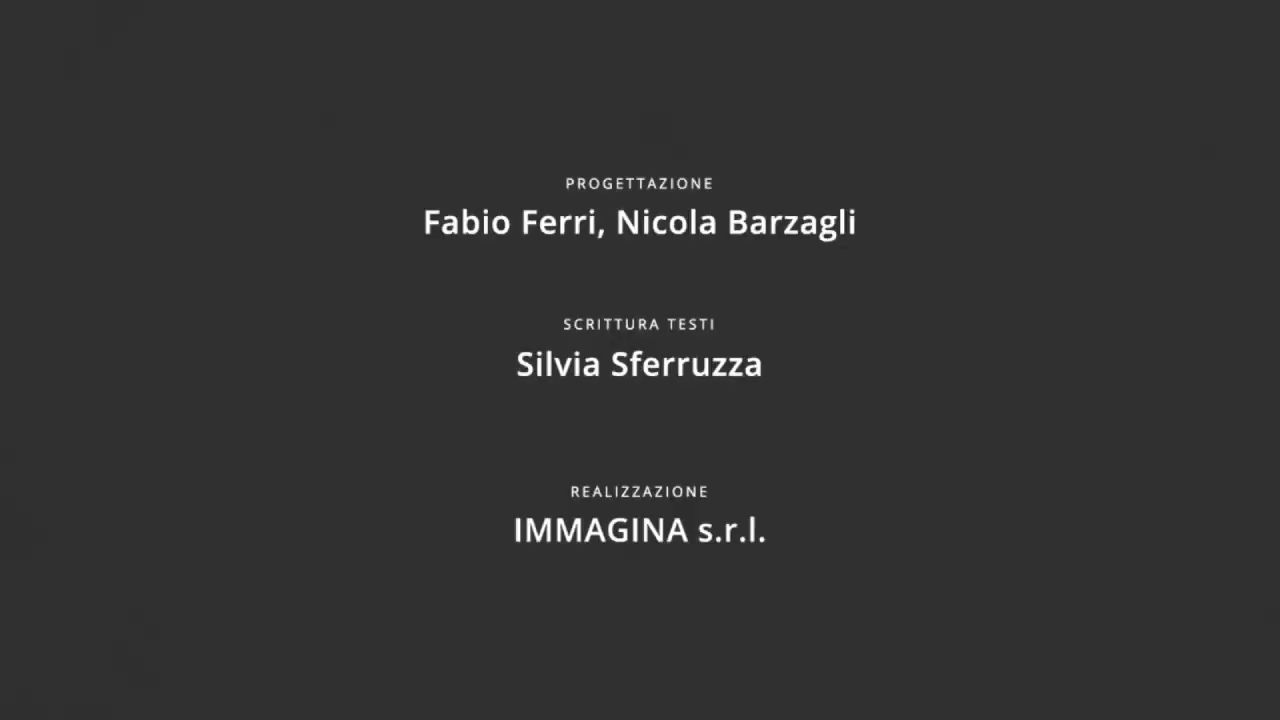 PROGETTAZIONE
Fabio Ferri, Nicola Barzagli
SCRITTURA TESTI
Silvia Sferruzza
REALIZZAZIONE
IMMAGINA s.r.l.